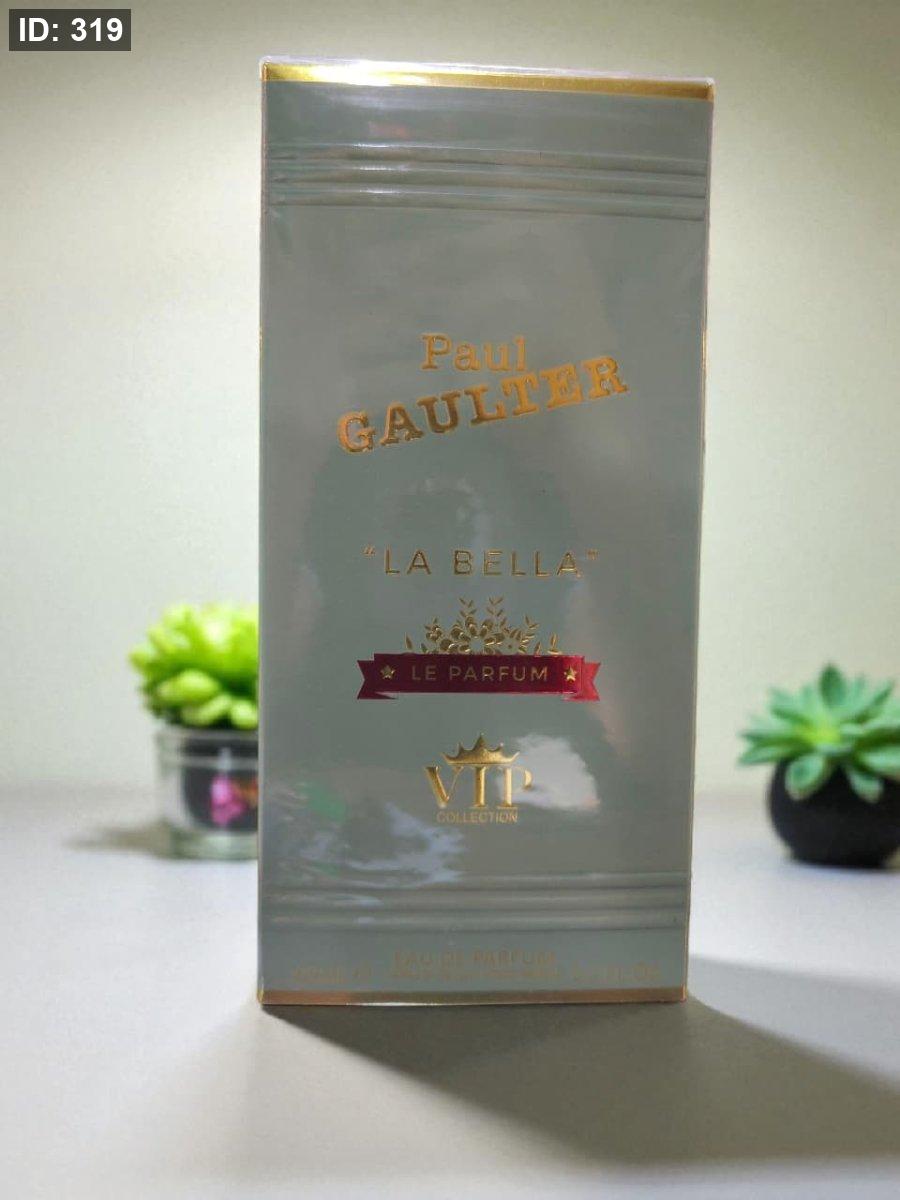 ID: 319
Paul
GAULTER
"LA BELLA"
LE PARFUM
VIP
COLLECTION
EAU DE PARFUM